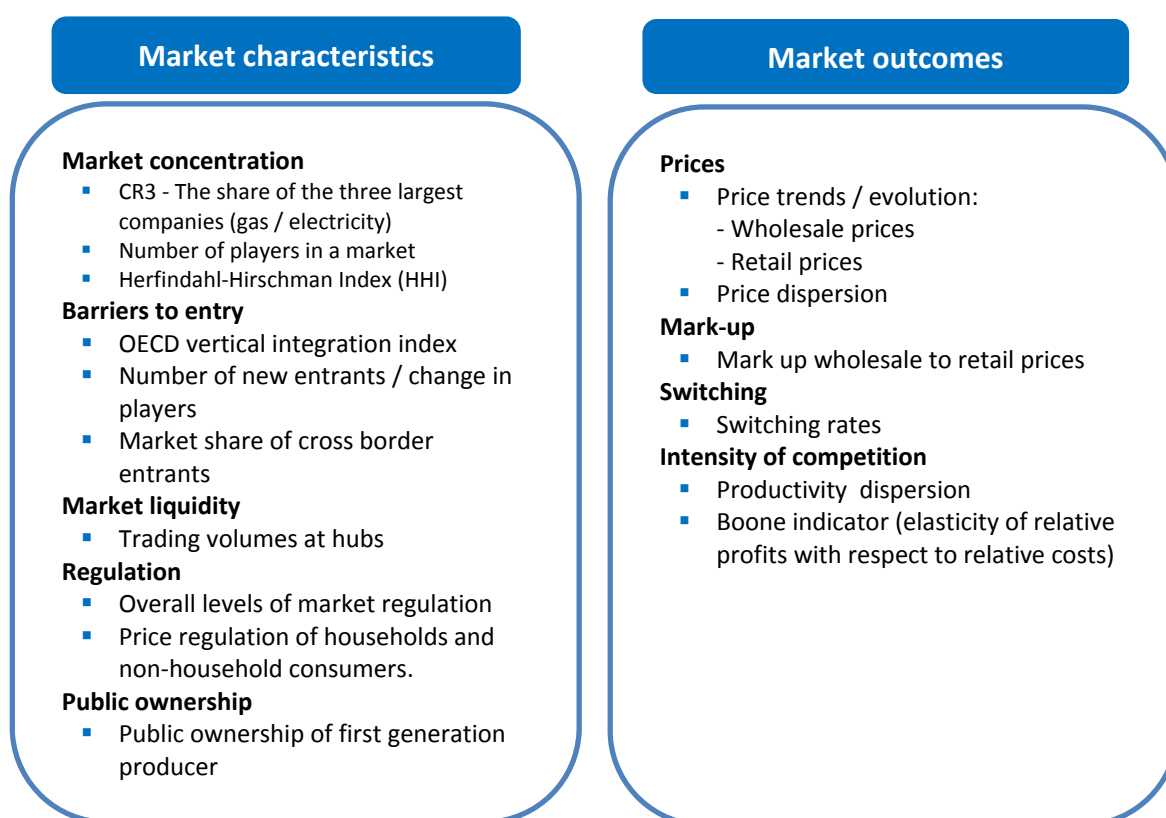 Market characteristics
Market concentration
▪ CR3 - The share of the three largest
companies (gas / electricity)
▪ Number of players in a market
▪ Herfindahl-Hirschman Index (HHI)
Barriers to entry
▪ OECD vertical integration index
▪ Number of new entrants / change in
players
▪ Market share of cross border
entrants
Market liquidity
▪ Trading volumes at hubs
Regulation
▪ Overall levels of market regulation
▪ Price regulation of households and
non-household consumers.
Public ownership
▪ Public ownership of first generation
producer
Market outcomes
Prices
▪ Price trends / evolution:
- Wholesale prices
- Retail prices
▪ Price dispersion
Mark-up
▪ Mark up wholesale to retail prices
Switching
▪ Switching rates
Intensity of competition
▪ Productivity dispersion
▪ Boone indicator (elasticity of relative
profits with respect to relative costs)